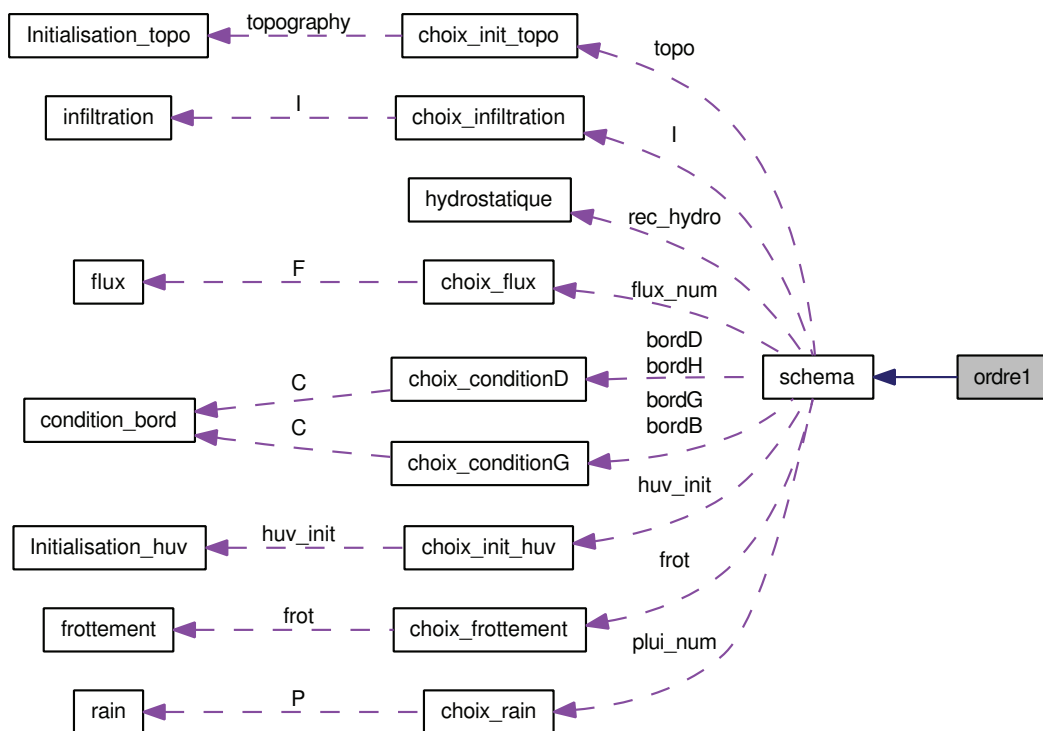 Initialisation_topo topography choix_init_topo topo
infiltration I choix_infiltration I
hydrostatique rec_hydro
flux F choix_flux flux_num
bordD
bordH
C choix_conditionD schema ordre1
condition_bord
bordG
bordB
C choix_conditionG
huv_init
Initialisation_huv huv_init choix_init_huv
frot
frottement frot choix_frottement
plui_num
rain P choix_rain